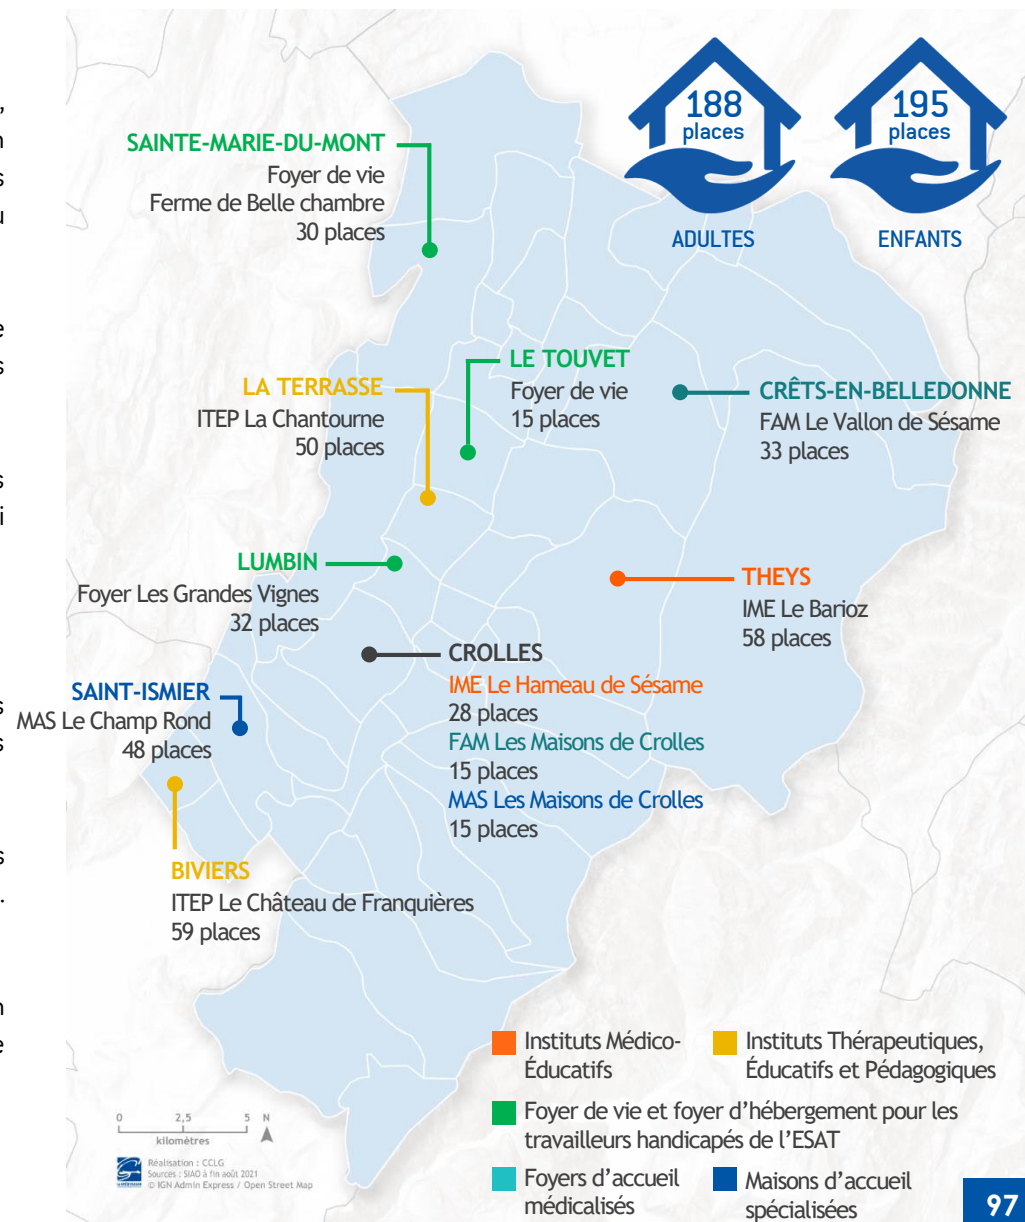 188
places
ADULTES
195
places
ENFANTS
SAINTE-MARIE-DU-MONT
Foyer de vie
Ferme de Belle chambre
30 places
LE TOUVET
Foyer de vie
15 places
LA TERRASSE
ITEP La Chantourne
50 places
CRÊTS-EN-BELLEDONNE
FAM Le Vallon de Sésame
33 places
LUMBIN
Foyer Les Grandes Vignes
32 places
THEYS
IME Le Barioz
58 places
CROLLES
IME Le Hameau de Sésame
28 places
FAM Les Maisons de Crolles
15 places
MAS Les Maisons de Crolles
15 places
SAINT-ISMIER
MAS Le Champ Rond
48 places
BIVIERS
ITEP Le Château de Franquières
59 places
Instituts Médico-
Éducatifs
Instituts Thérapeutiques,
Éducatifs et Pédagogiques
Foyer de vie et foyer d'hébergement pour les
travailleurs handicapés de l'ESAT
Foyers d'accueil
médicalisés
Maisons d'accueil
spécialisées
0 2,5 5 N
kilomètres
Réalisation : CCLG
Sources : SIAO à fin août 2021
© IGN Admin Express / Open Street Map
97